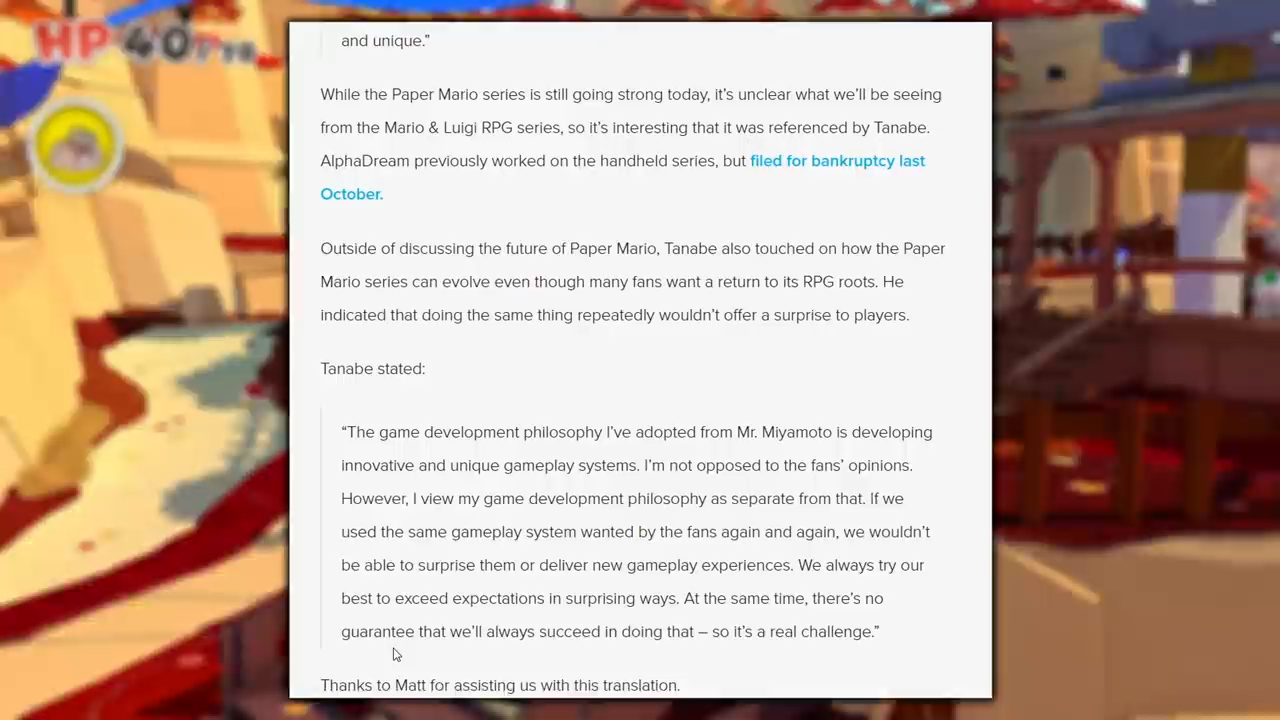 HP 40
and unique.”
While the Paper Mario series is still going strong today, it’s unclear what we’ll be seeing
from the Mario & Luigi RPG series, so it’s interesting that it was referenced by Tanabe.
AlphaDream previously worked on the handheld series, but filed for bankruptcy last
October.
Outside of discussing the future of Paper Mario, Tanabe also touched on how the Paper
Mario series can evolve even though many fans want a return to its RPG roots. He
indicated that doing the same thing repeatedly wouldn’t offer a surprise to players.
Tanabe stated:
“The game development philosophy I’ve adopted from Mr. Miyamoto is developing
innovative and unique gameplay systems. I’m not opposed to the fans’ opinions.
However, I view my game development philosophy as separate from that. If we
used the same gameplay system wanted by the fans again and again, we wouldn’t
be able to surprise them or deliver new gameplay experiences. We always try our
best to exceed expectations in surprising ways. At the same time, there’s no
guarantee that we’ll always succeed in doing that – so it’s a real challenge.”
Thanks to Matt for assisting us with this translation.